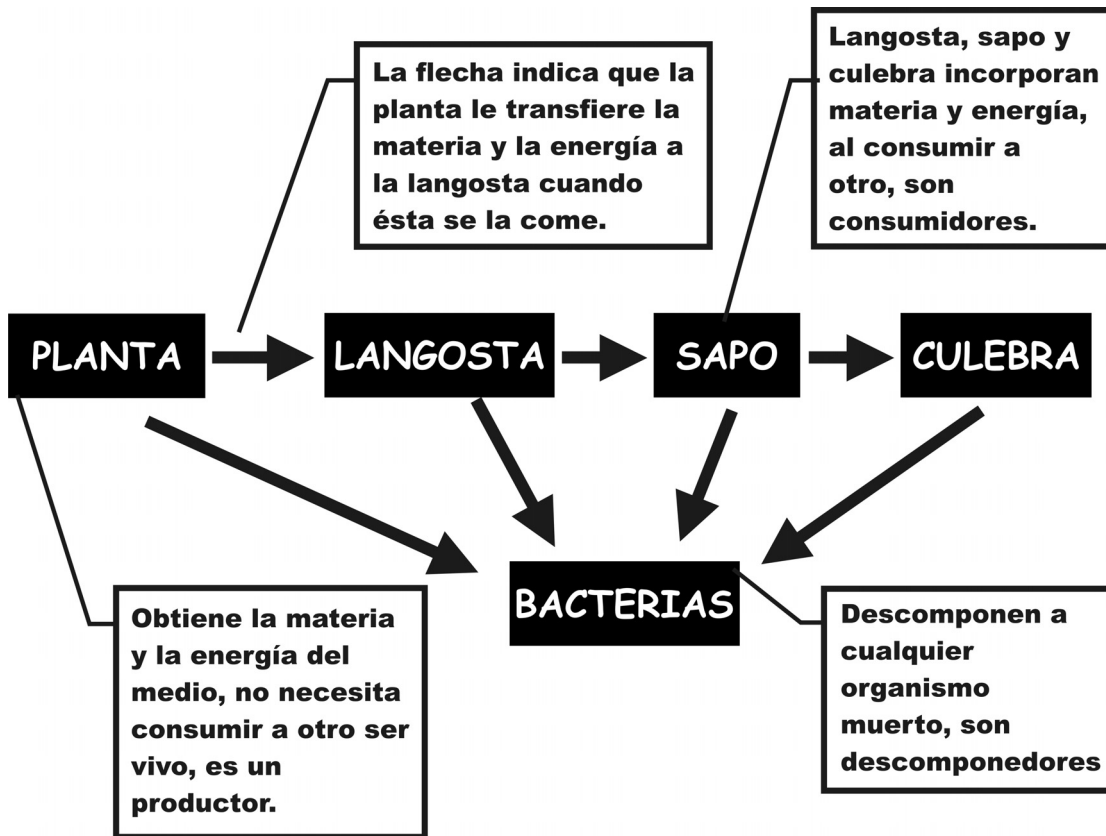 La flecha indica que la
planta le transfiere la
materia y la energía a
la langosta cuando
ésta se la come.
Langosta, sapo y
culebra incorporan
materia y energía,
al consumir a
otro, son
consumidores.
PLANTA
LANGOSTA
SAPO
CULEBRA
BACTERIAS
Obtiene la materia
y la energía del
medio, no necesita
consumir a otro ser
vivo, es un
productor.
Descomponen a
cualquier
organismo
muerto, son
descomponedores